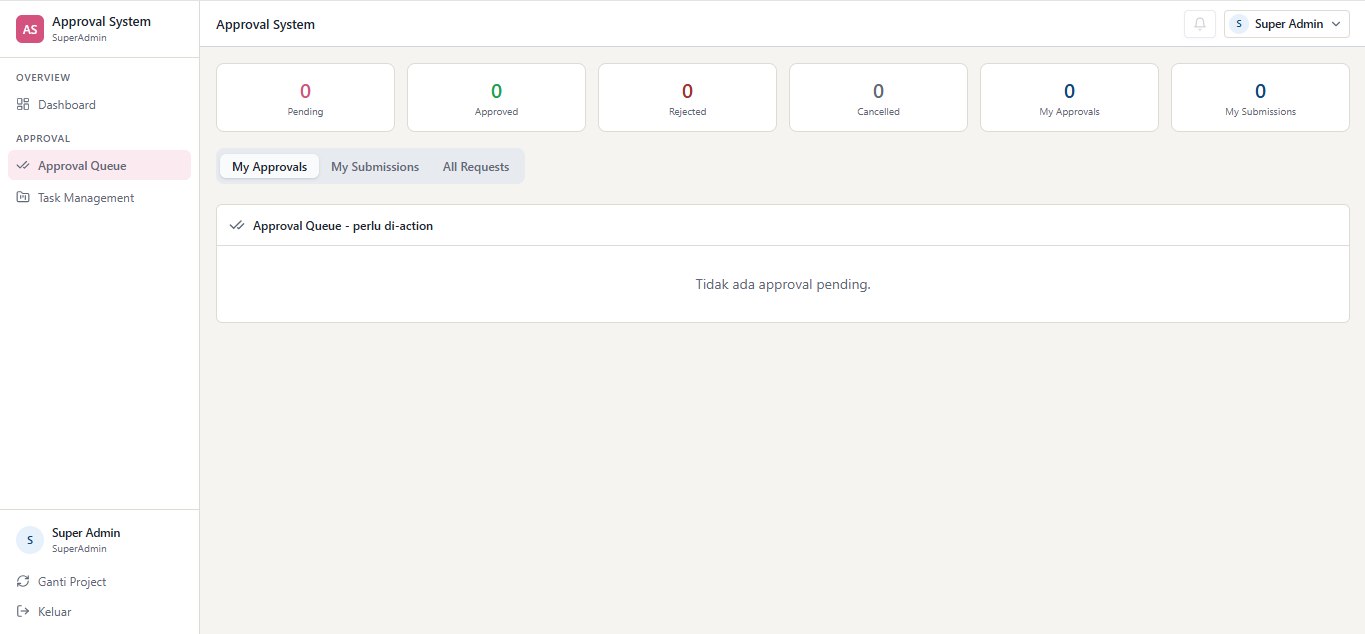 AS
Approval System
SuperAdmin
OVERVIEW
Dashboard
APPROVAL
Approval Queue
Task Management
S
Super Admin
SuperAdmin
Ganti Project
Keluar
Approval System
S
Super Admin
0
Pending
0
Approved
0
Rejected
0
Cancelled
0
My Approvals
0
My Submissions
My Approvals
My Submissions
All Requests
Approval Queue - perlu di-action
Tidak ada approval pending.